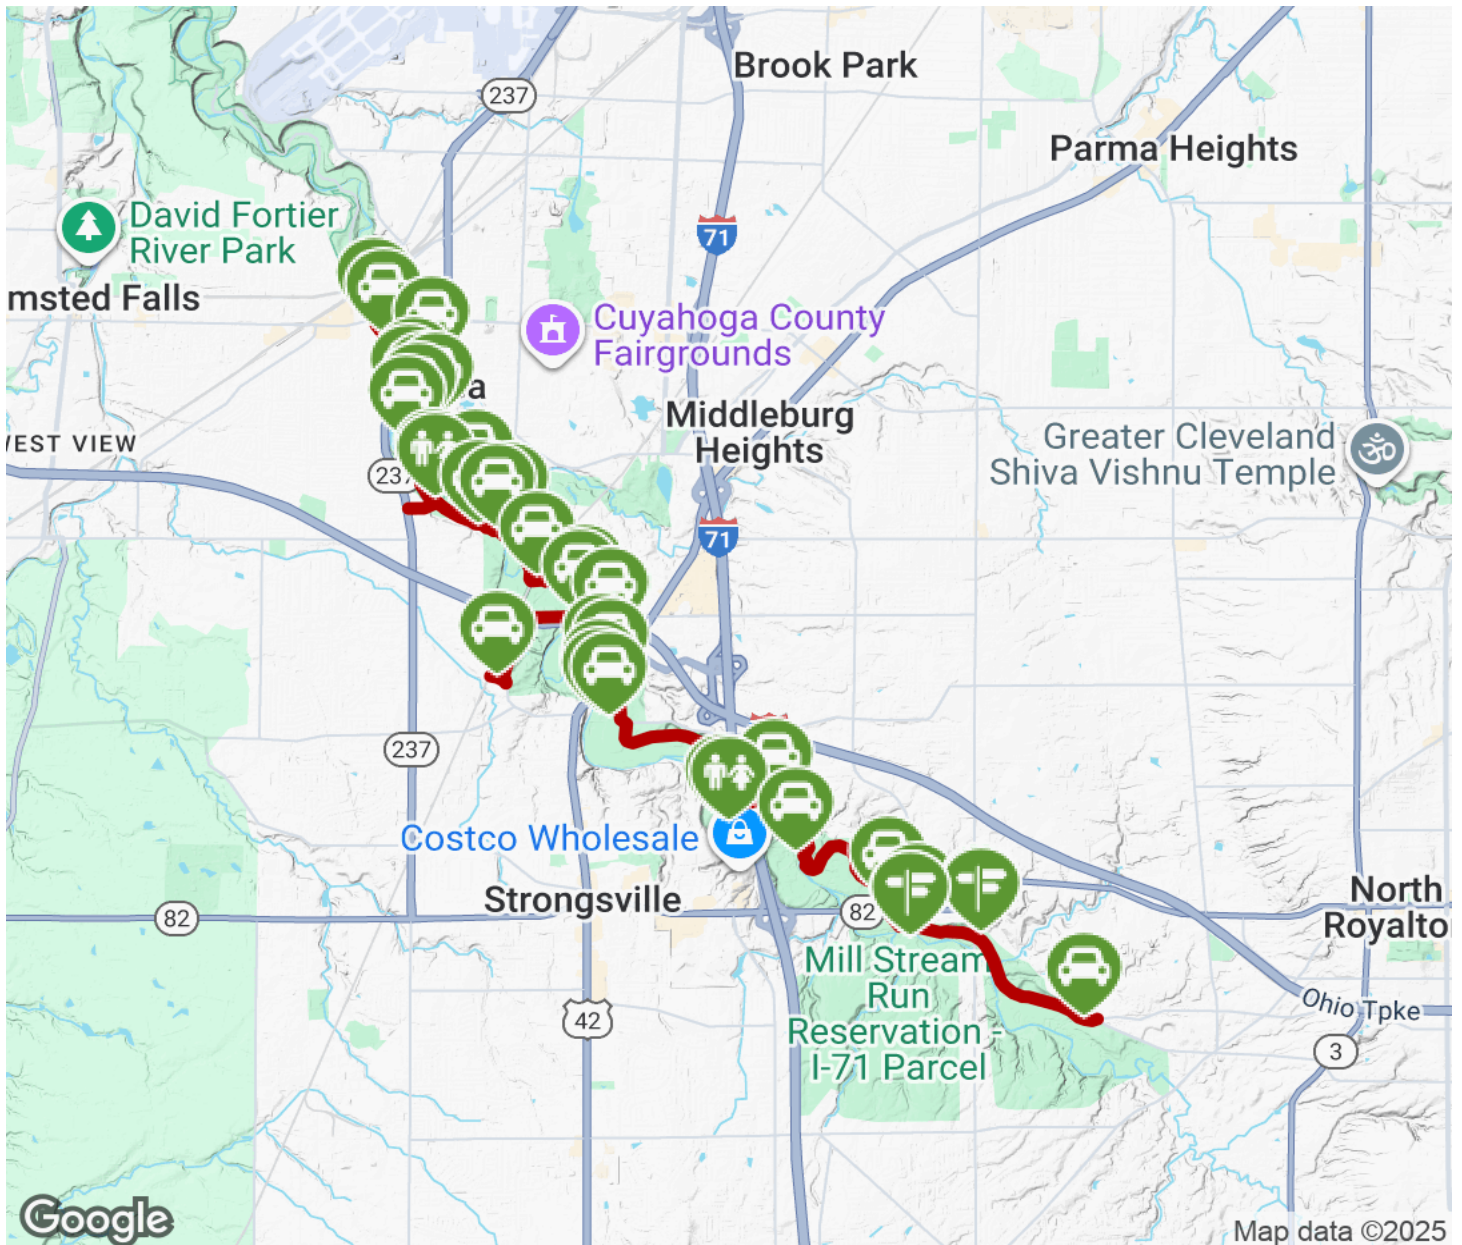 Brook Park
237
Parma Heights
David Fortier
River Park
71
msted Falls
Cuyahoga County
Fairgrounds
a
Middleburg
Heights
WEST VIEW
Greater Cleveland
Shiva Vishnu Temple
237
71
237
Costco Wholesale
Strongsville
North
Royalto
82
82
Mill Stream
Run
Reservation -
I-71 Parcel
Ohio Tpke
42
3
Google
Map data ©2025